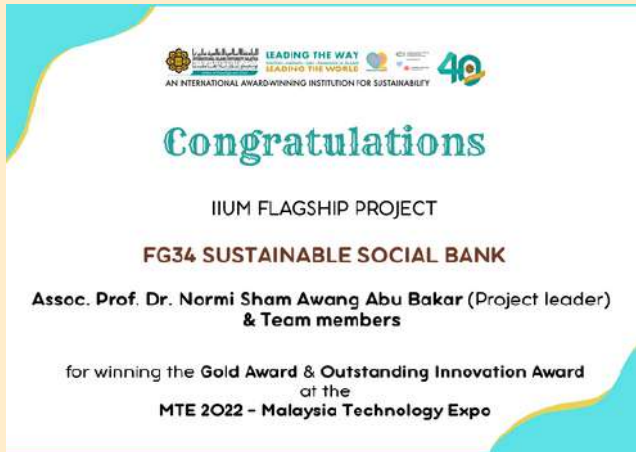 LEADING THE WAY
LEADING THE WORLD
40
AN INTERNATIONAL AWARD-WINNING INSTITUTION FOR SUSTAINABILITY
Congratulations
IIUM FLAGSHIP PROJECT
FG34 SUSTAINABLE SOCIAL BANK
Assoc. Prof. Dr. Normi Sham Awang Abu Bakar (Project leader)
& Team members
for winning the Gold Award & Outstanding Innovation Award
at the
MTE 2022 - Malaysia Technology Expo